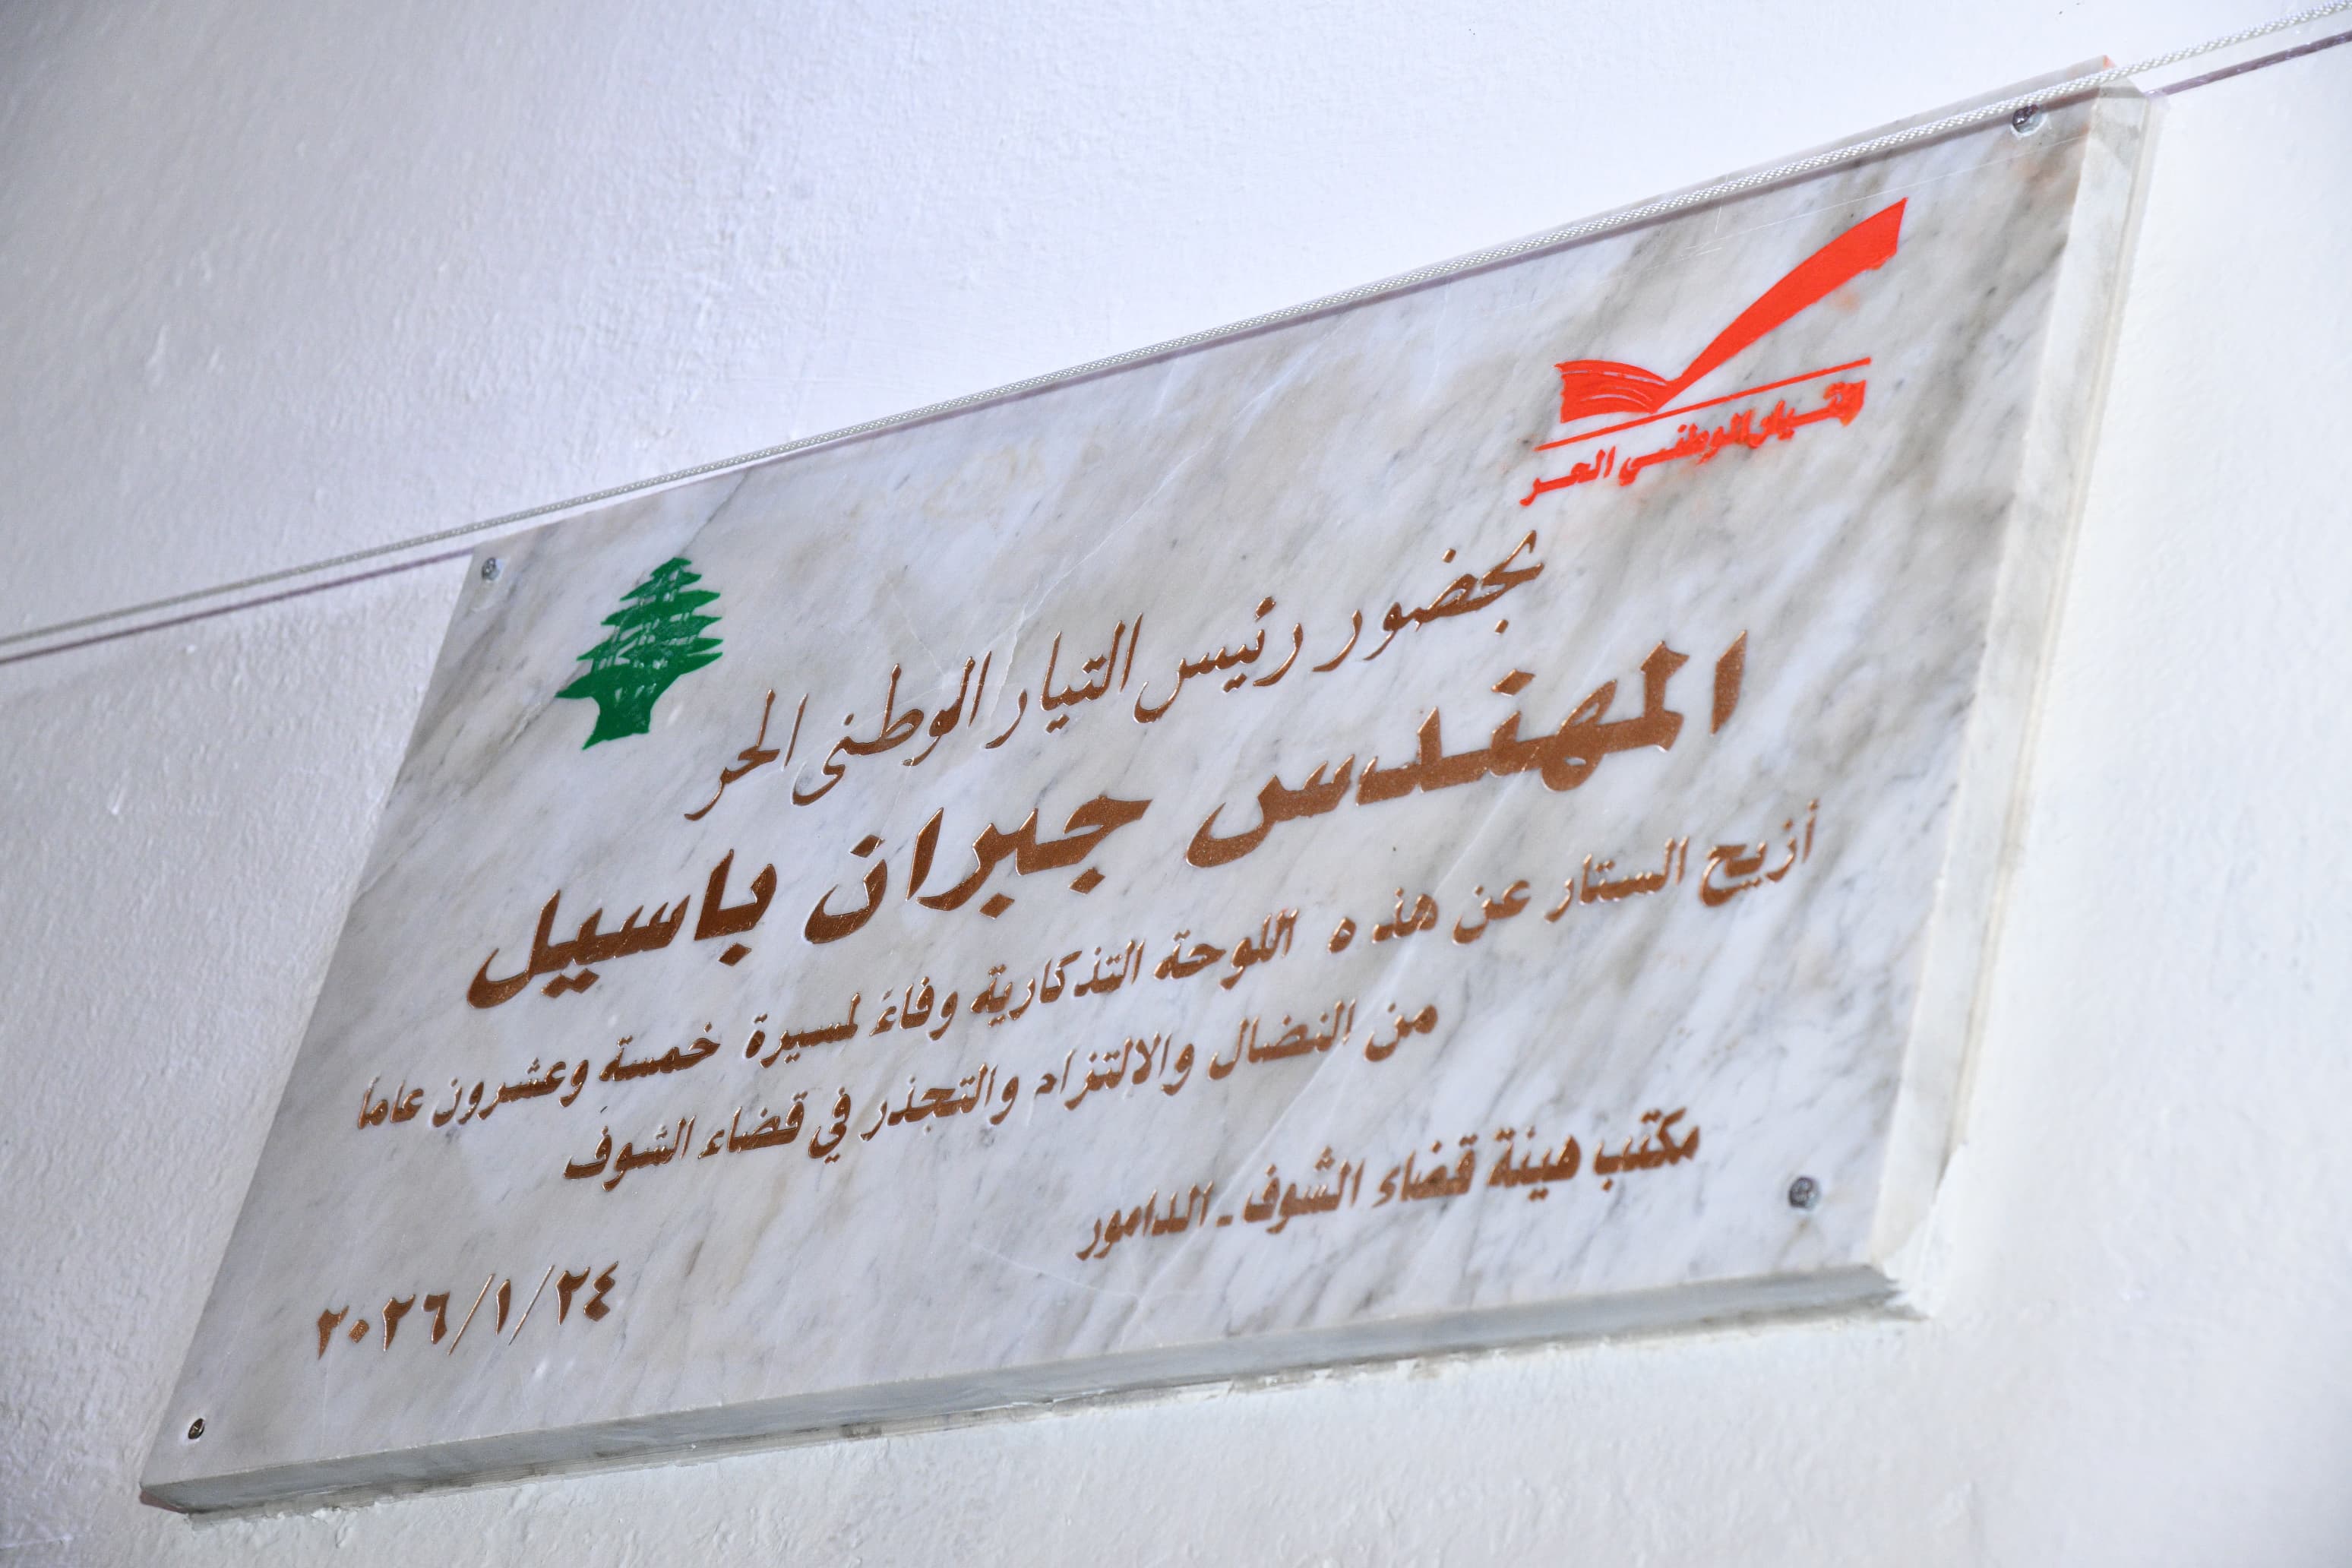 التيار الوطني الحر
بحضور رئيس التيار الوطني الحر
المهندس جبران باسيل
أزيح الستار عن هذه اللوحة التذكارية وفاءً لمسيرة خمسة وعشرون عاماً
من النضال والالتزام والتجذر في قضاء الشوف
مكتب هيئة قضاء الشوف - الدامور
٢٠٢٦/١/٢٤